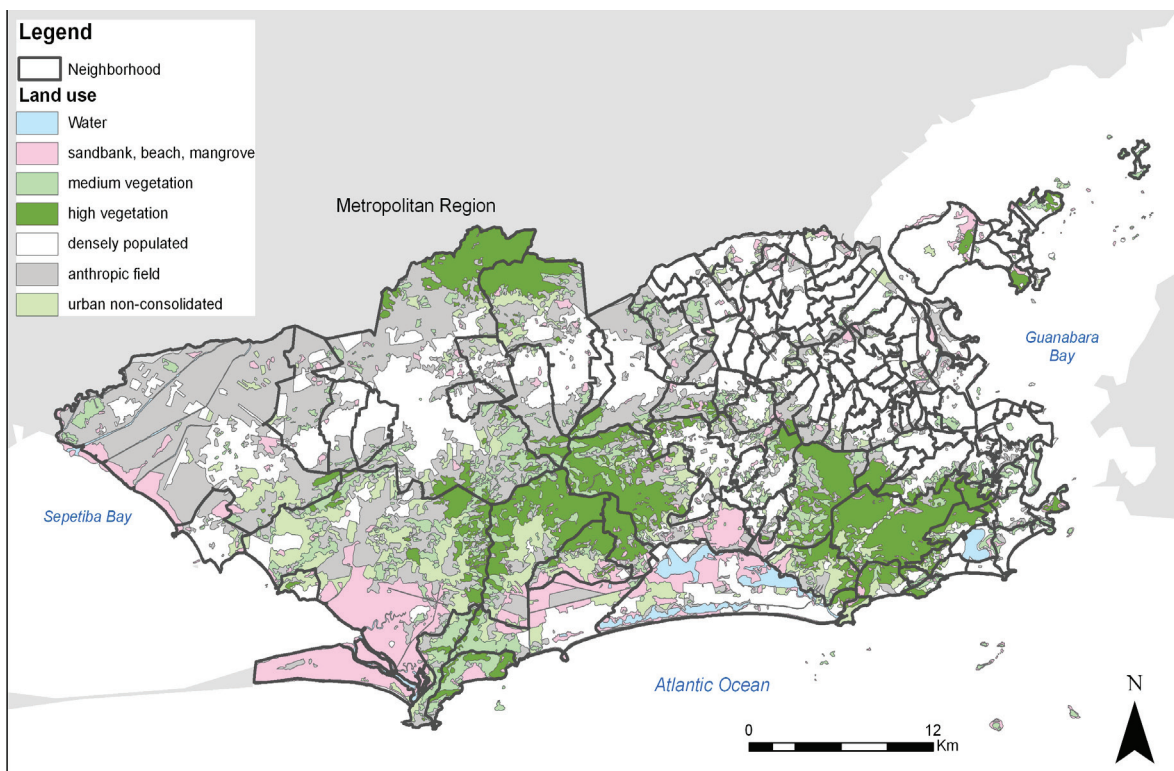 Legend
Neighborhood
Land use
Water
sandbank, beach, mangrove
medium vegetation
high vegetation
densely populated
anthropic field
urban non-consolidated
Metropolitan Region
Guanabara
Bay
Sepetiba Bay
Atlantic Ocean
N
0 12
Km